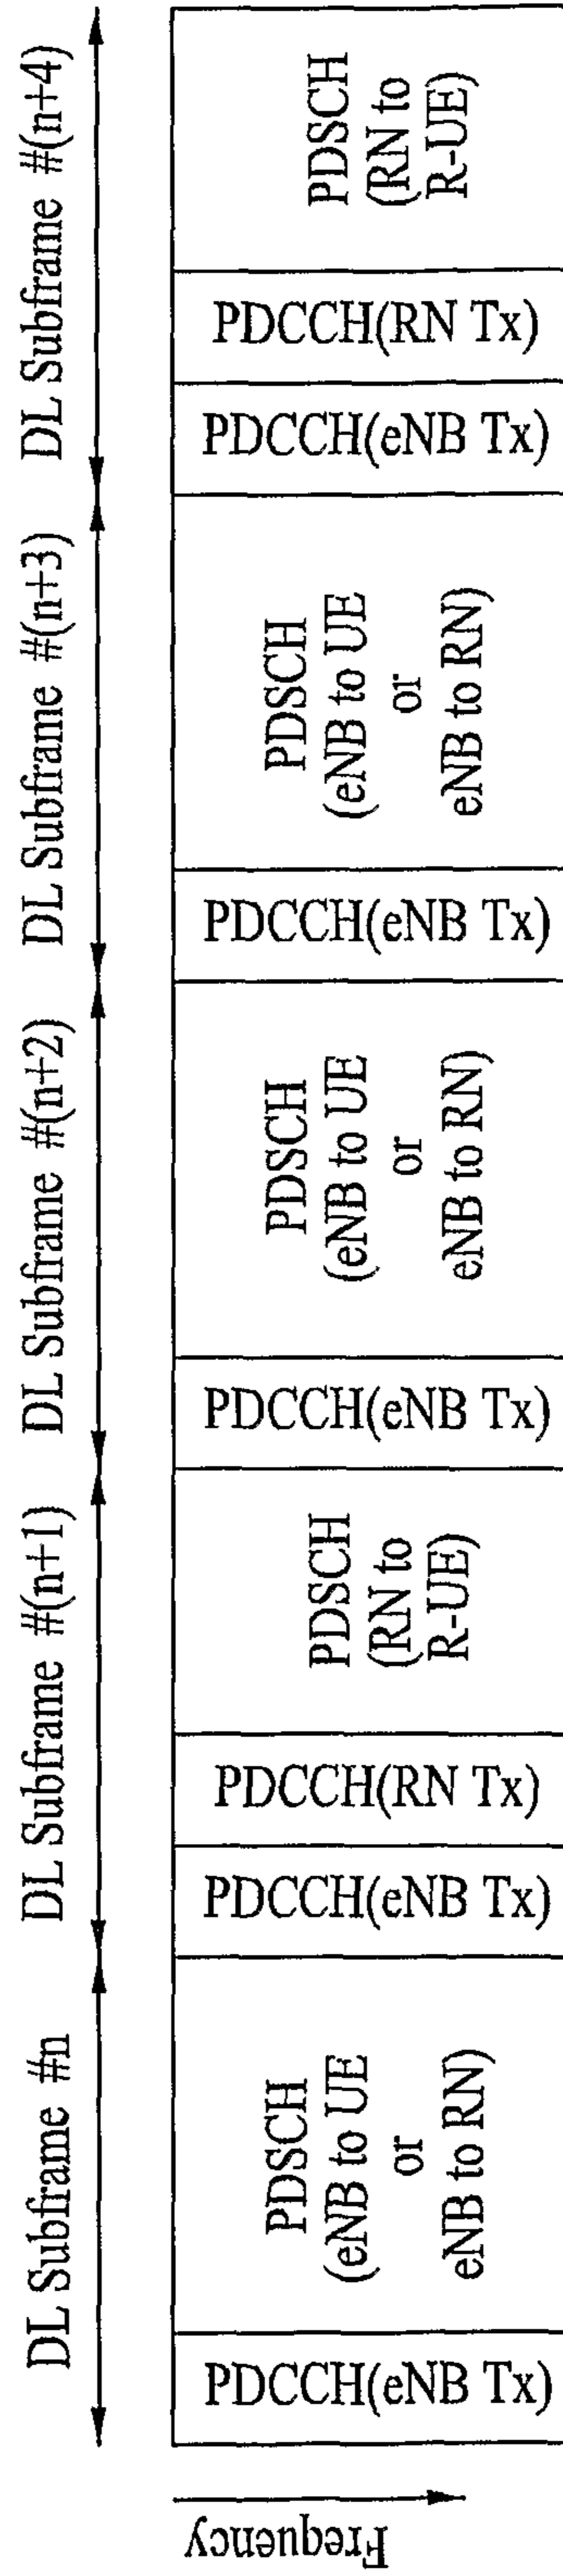 DL Subframe #n
DL Subframe #(n+1)
DL Subframe #(n+2)
DL Subframe #(n+3)
DL Subframe #(n+4)
Frequency
PDCCH(eNB Tx)
PDSCH
(eNB to UE
or
eNB to RN)
PDCCH(eNB Tx)
PDCCH(RN Tx)
PDSCH
(RN to
R-UE)
PDCCH(eNB Tx)
PDSCH
(eNB to UE
or
eNB to RN)
PDCCH(eNB Tx)
PDSCH
(eNB to UE
or
eNB to RN)
PDCCH(eNB Tx)
PDCCH(RN Tx)
PDSCH
(RN to
R-UE)